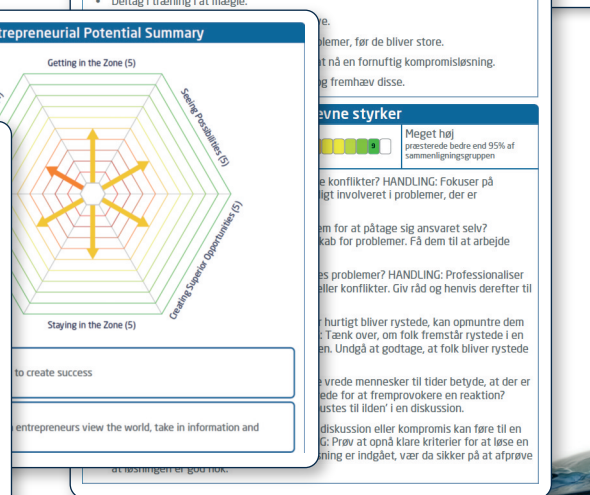 Deltag i træning i at mægle.
trepreneurial Potential Summary
Getting in the Zone (5)
Seeing Possibilities (5)
Creating Superior Opportunities (5)
Staying in the Zone (5)
to create success
entrepreneurs view the world, take in information and
lemer, før de bliver store.
t nå en fornuftig kompromisløsning.
g fremhæv disse.
evne styrker
9
Meget høj
præsterede bedre end 95% af
sammenligningsgruppen
e konflikter? HANDLING: Fokuser på
ligt involveret i problemer, der er
em for at påtage sig ansvaret selv?
kab for problemer. Få dem til at arbejde
es problemer? HANDLING: Professionaliser
eller konflikter. Giv råd og henvis derefter til
r hurtigt bliver rystede, kan opmuntre dem
: Tænk over, om folk fremstår rystede i en
en. Undgå at godtage, at folk bliver rystede
e vrede mennesker til tider betyde, at der er
ede for at fremprovokere en reaktion?
ustes til ilden' i en diskussion.
diskussion eller kompromis kan føre til en
G: Prøv at opnå klare kriterier for at løse en
sning er indgået, vær da sikker på at afprøve
at løsningen er god nok.